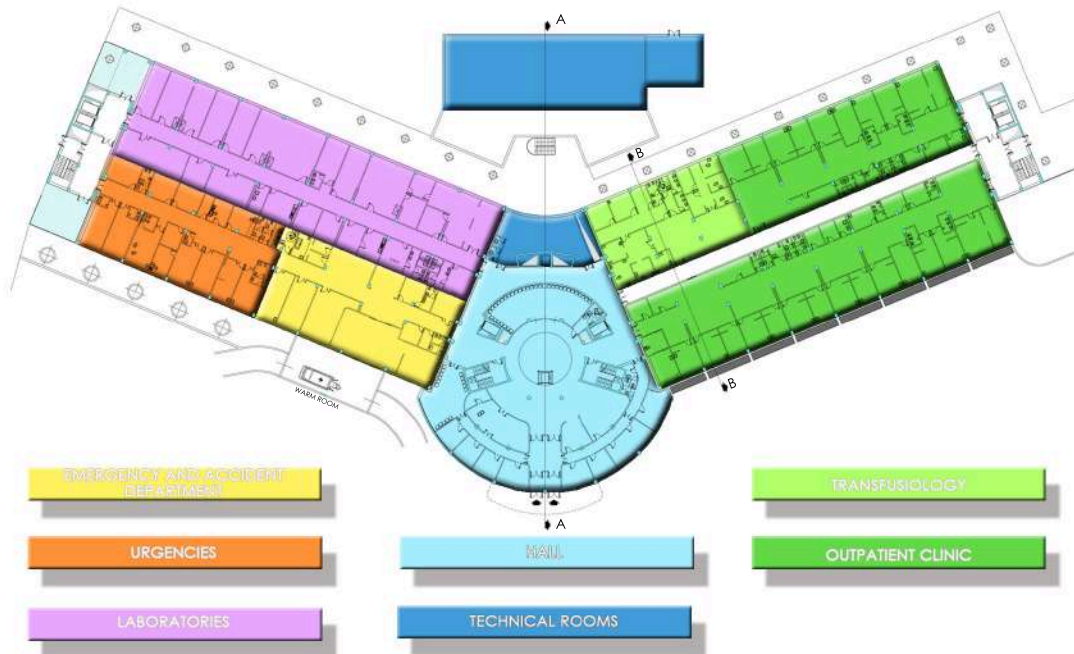 A
B
B
WARM ROOM
A
EMERGENCY AND ACCIDENT
DEPARTMENT
TRANSFUSIOLOGY
URGENCIES
HALL
OUTPATIENT CLINIC
LABORATORIES
TECHNICAL ROOMS